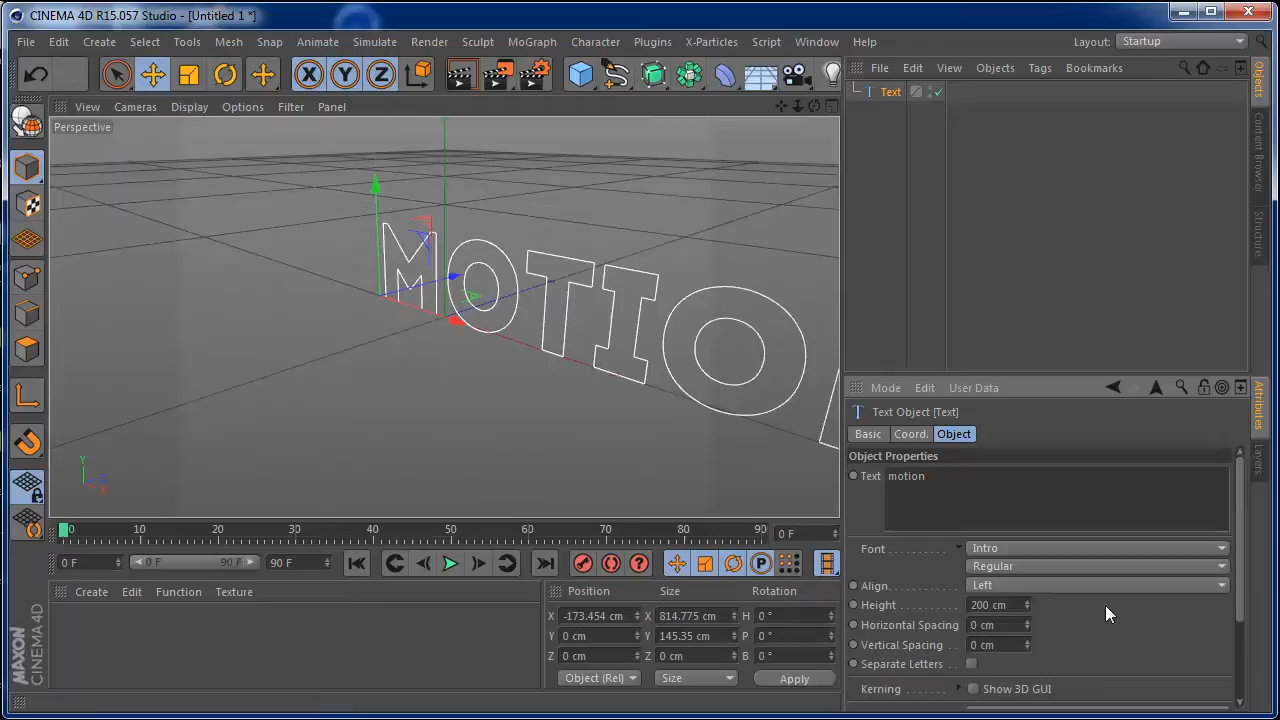 CINEMA 4D R15.057 Studio - [Untitled 1 *]
File Edit Create Select Tools Mesh Snap Animate Simulate Render Sculpt MoGraph Character Plugins X-Particles Script Window Help Layout: Startup
X Y Z
File Edit View Objects Tags Bookmarks
Text
View Cameras Display Options Filter Panel
Perspective
MOTIO
Y
Z
X
Objects
Content Browser
Structure
Mode Edit User Data
Text Object [Text]
Basic Coord. Object
Object Properties
Text motion
Font Intro
Regular
Align Left
Height 200 cm
Horizontal Spacing 0 cm
Vertical Spacing 0 cm
Separate Letters
Kerning Show 3D GUI
Attributes
Layers
0 10 20 30 40 50 60 70 80 90 0 F
0 F 0 F 90 F 90 F
Create Edit Function Texture
Position Size Rotation
X -173.454 cm X 814.775 cm H 0 °
Y 0 cm Y 145.35 cm P 0 °
Z 0 cm Z 0 cm B 0 °
Object (Rel) Size Apply
MAXON
CINEMA 4D